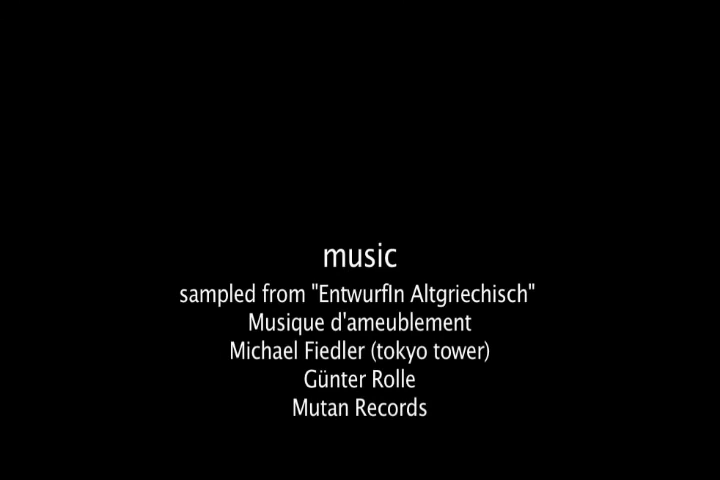 music
sampled from "EntwurfIn Altgriechisch"
Musique d'ameublement
Michael Fiedler (tokyo tower)
Günter Rolle
Mutan Records